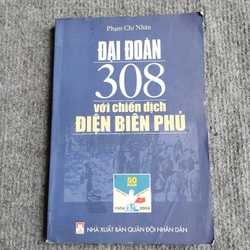 Phạm Chí Nhân
ĐẠI ĐOÀN
308
với chiến dịch
ĐIỆN BIÊN PHỦ
50
NĂM
1954 2004
NHÀ XUẤT BẢN QUÂN ĐỘI NHÂN DÂN